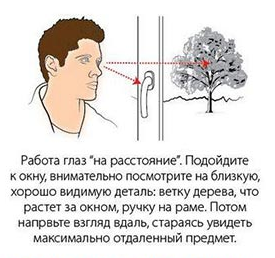 Работа глаз "на расстояние". Подойдите
к окну, внимательно посмотрите на близкую,
хорошо видимую деталь: ветку дерева, что
растет за окном, ручку на раме. Потом
напрвьте взгляд вдаль, стараясь увидеть
максимально отдаленный предмет.